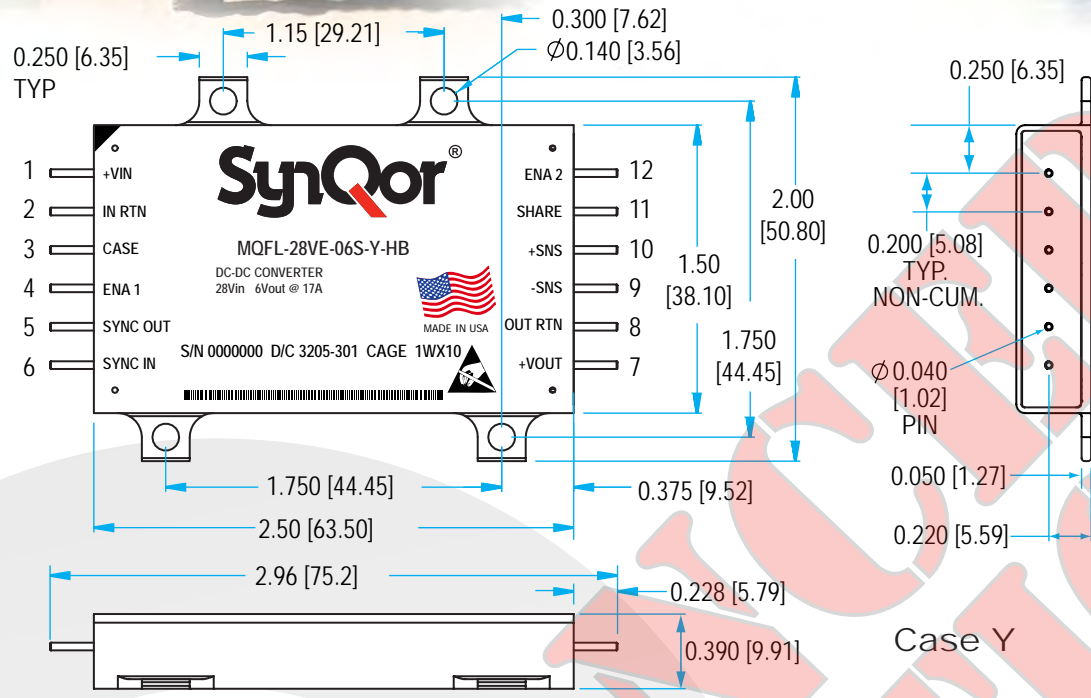 1.15 [29.21]
0.300 [7.62]
Ø0.140 [3.56]
0.250 [6.35]
TYP
0.250 [6.35]
SynQor®
1
+VIN
2
IN RTN
3
CASE
4
ENA 1
5
SYNC OUT
6
SYNC IN
MQFL-28VE-06S-Y-HB
DC-DC CONVERTER
28Vin 6Vout @ 17A
MADE IN USA
S/N 0000000 D/C 3205-301 CAGE 1WX10
ENA 2
12
SHARE
11
+SNS
10
-SNS
9
OUT RTN
8
+VOUT
7
2.00
[50.80]
1.50
[38.10]
1.750
[44.45]
0.200 [5.08]
TYP.
NON-CUM.
Ø0.040
[1.02]
PIN
0.050 [1.27]
0.220 [5.59]
1.750 [44.45]
0.375 [9.52]
2.50 [63.50]
2.96 [75.2]
0.228 [5.79]
0.390 [9.91]
Case Y